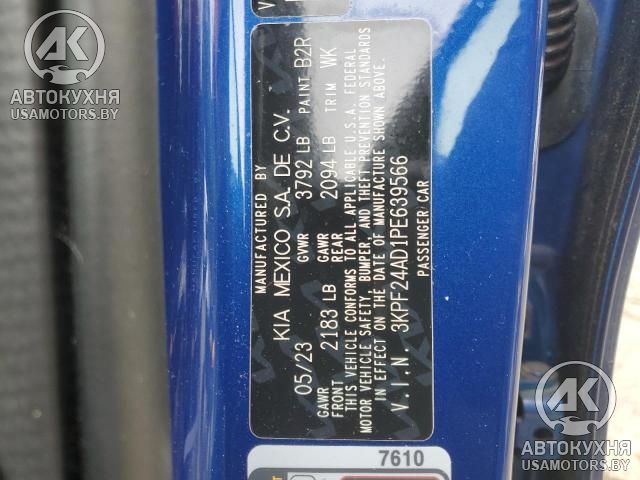 MANUFACTURED BY
KIA MEXICO S.A. DE C.V.
05/23 GVWR 3792 LB PAINT B2R
GAWR FRONT 2183 LB GAWR REAR 2094 LB TRIM WK
THIS VEHICLE CONFORMS TO ALL APPLICABLE U.S.A. FEDERAL
MOTOR VEHICLE SAFETY, BUMPER, AND THEFT PREVENTION STANDARDS
IN EFFECT ON THE DATE OF MANUFACTURE SHOWN ABOVE.
V.I.N 3KPF24AD1PE639566
PASSENGER CAR
7610
АВТОКУХНЯ
USAMOTORS.BY
АВТОКУХНЯ
USAMOTORS.BY